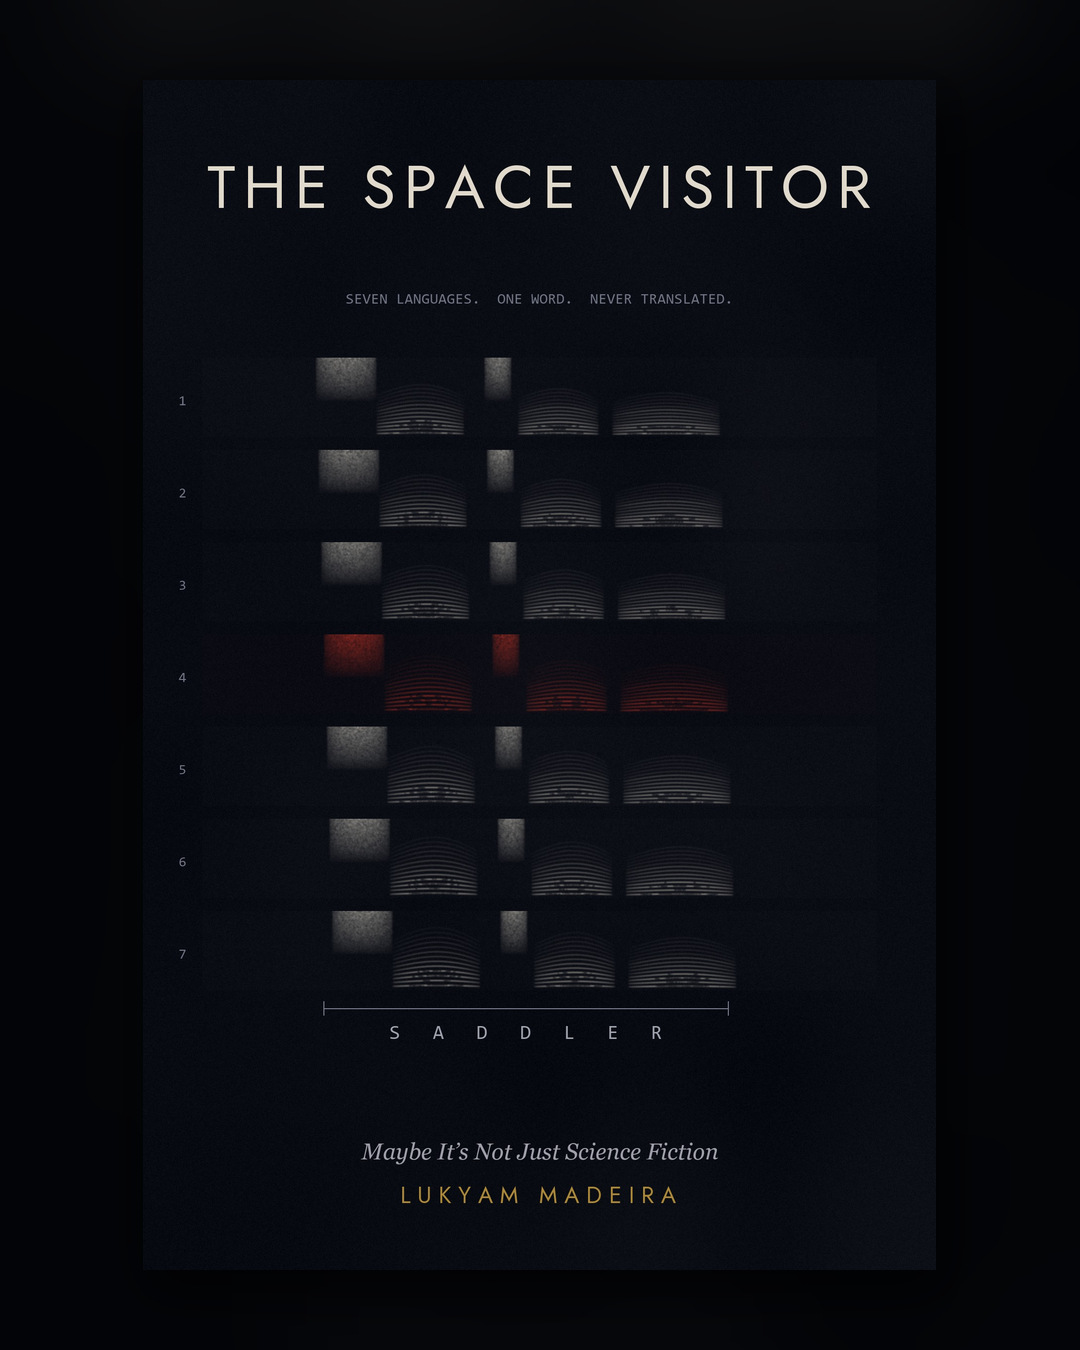 THE SPACE VISITOR
SEVEN LANGUAGES. ONE WORD. NEVER TRANSLATED.
1
2
3
4
5
6
7
SADDLER
Maybe It’s Not Just Science Fiction
LUKYAM MADEIRA